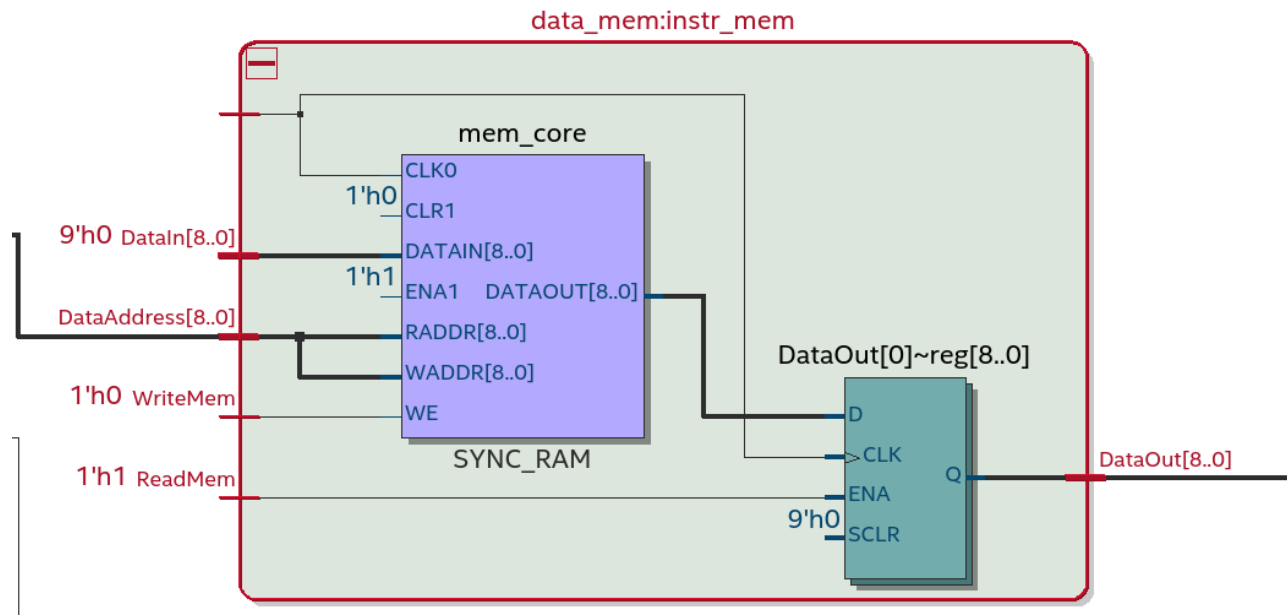 data_mem:instr_mem
mem_core
CLK0
1'h0
CLR1
9'h0 DataIn[8..0]
DATAIN[8..0]
1'h1
ENA1 DATAOUT[8..0]
DataAddress[8..0]
RADDR[8..0]
WADDR[8..0]
1'h0 WriteMem
WE
SYNC_RAM
1'h1 ReadMem
DataOut[0]~reg[8..0]
D
CLK
ENA
Q
9'h0
SCLR
DataOut[8..0]